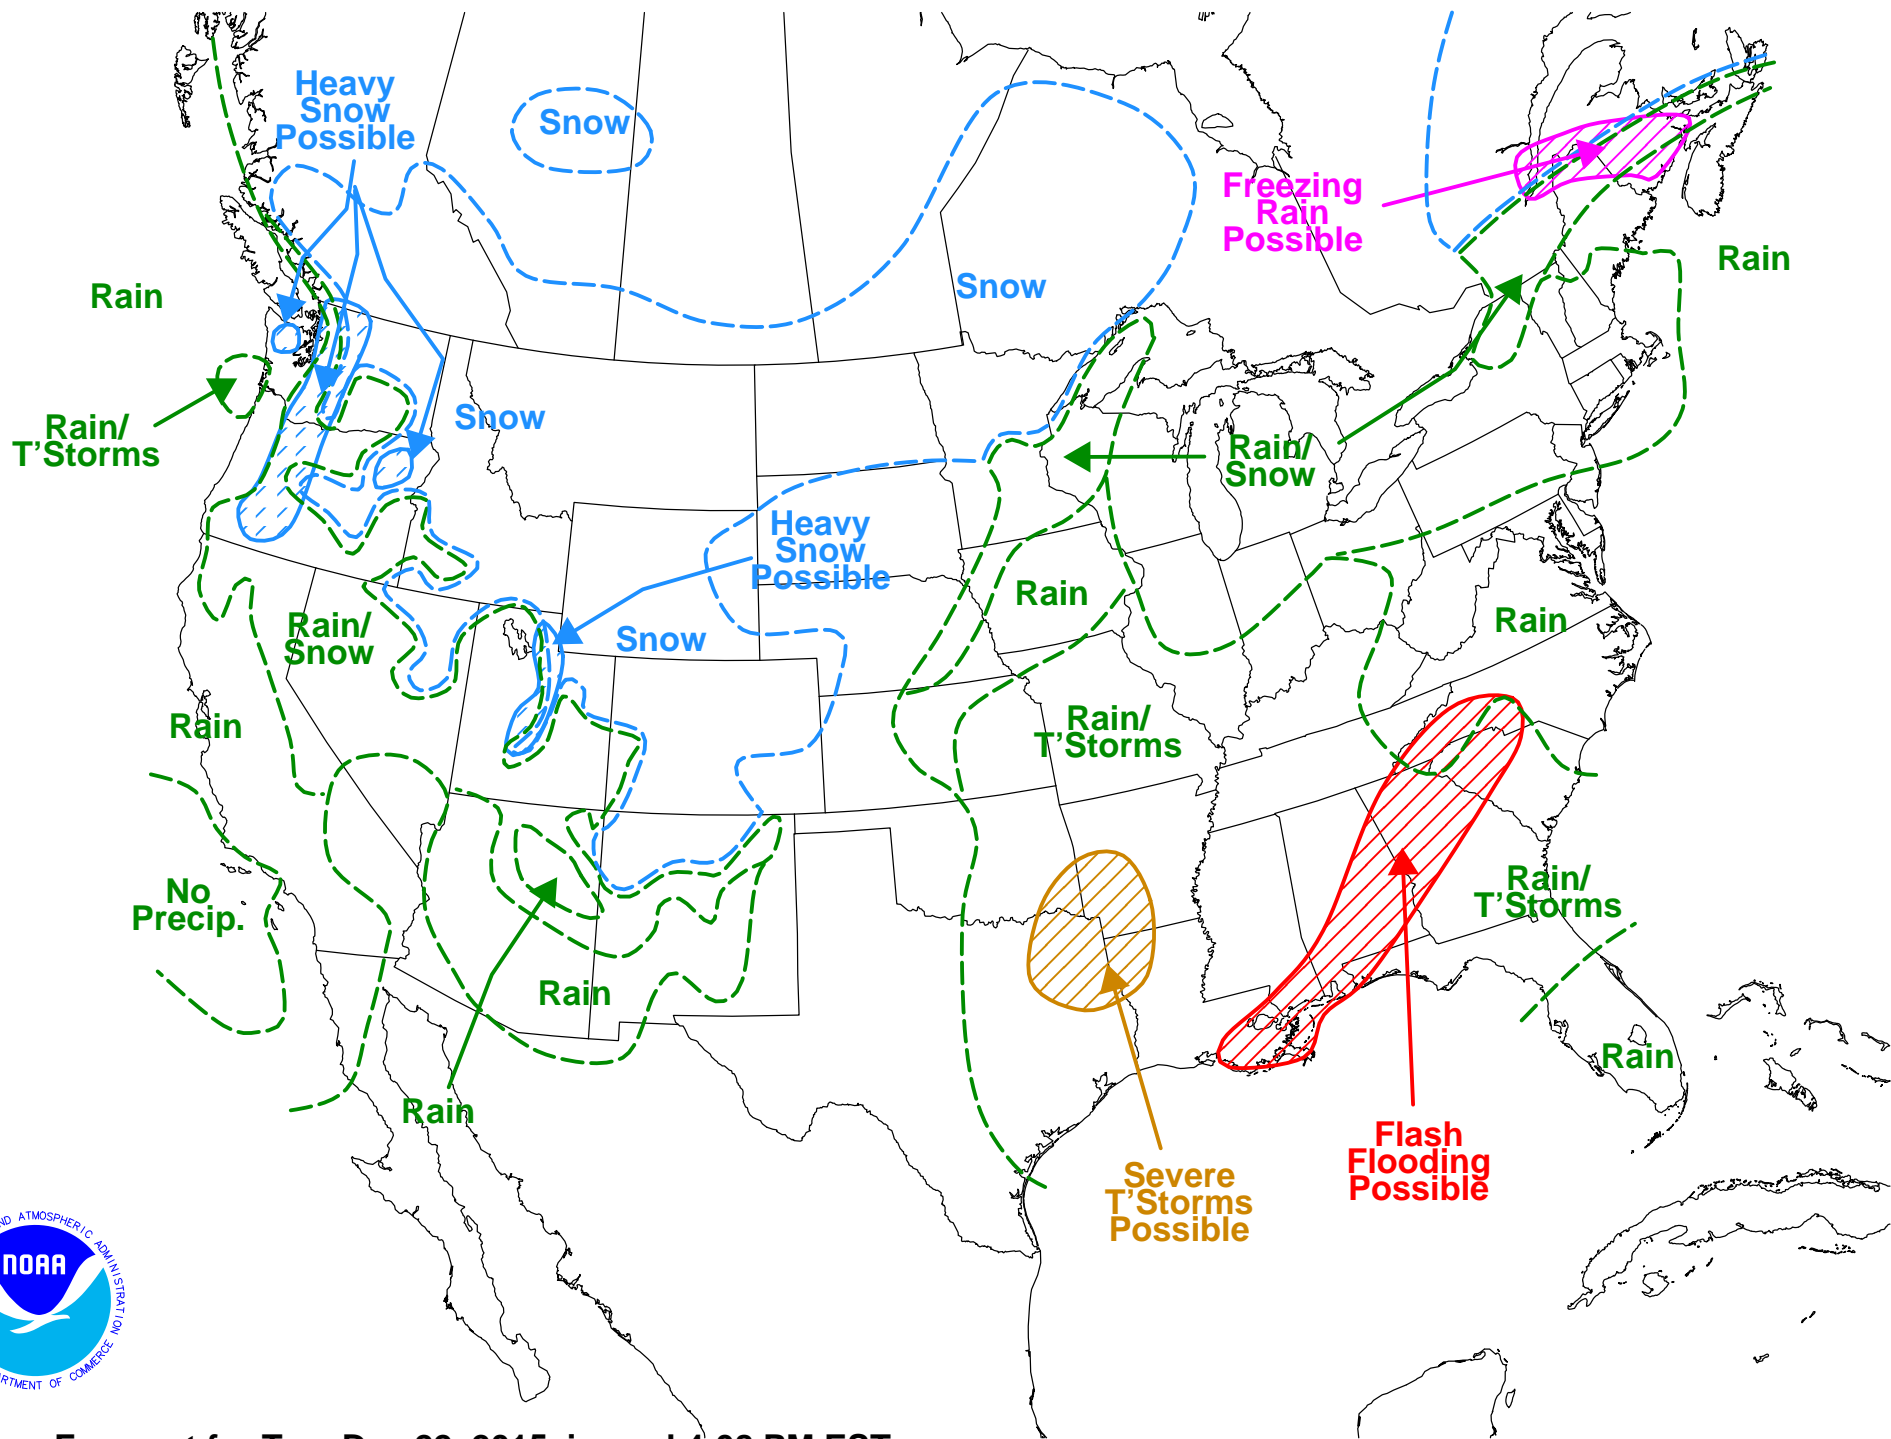 Heavy
Snow
Possible
Snow
Freezing
Rain
Possible
Rain
Rain
Snow
Rain/
T'Storms
Snow
Rain/
Snow
Heavy
Snow
Possible
Rain
Rain/
Snow
Snow
Rain
Rain
Rain/
T'Storms
No
Precip.
Rain/
T'Storms
Rain
Rain
Rain
Flash
Flooding
Possible
Severe
T'Storms
Possible
ATMOSPHERIC ADMINISTRATION
NOAA
OF COMMERCE